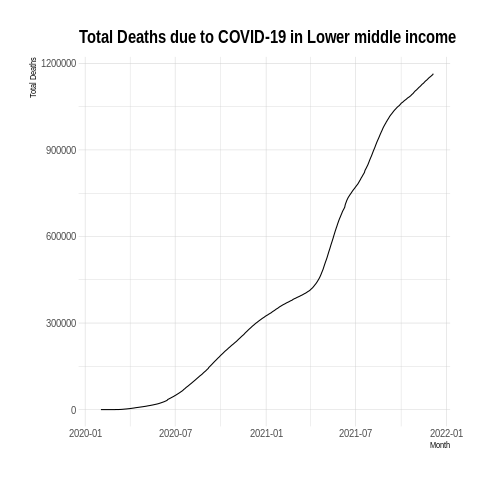 Total Deaths due to COVID-19 in Lower middle income
Total Deaths
1200000
900000
600000
300000
0
2020-01 2020-07 2021-01 2021-07 2022-01
Month